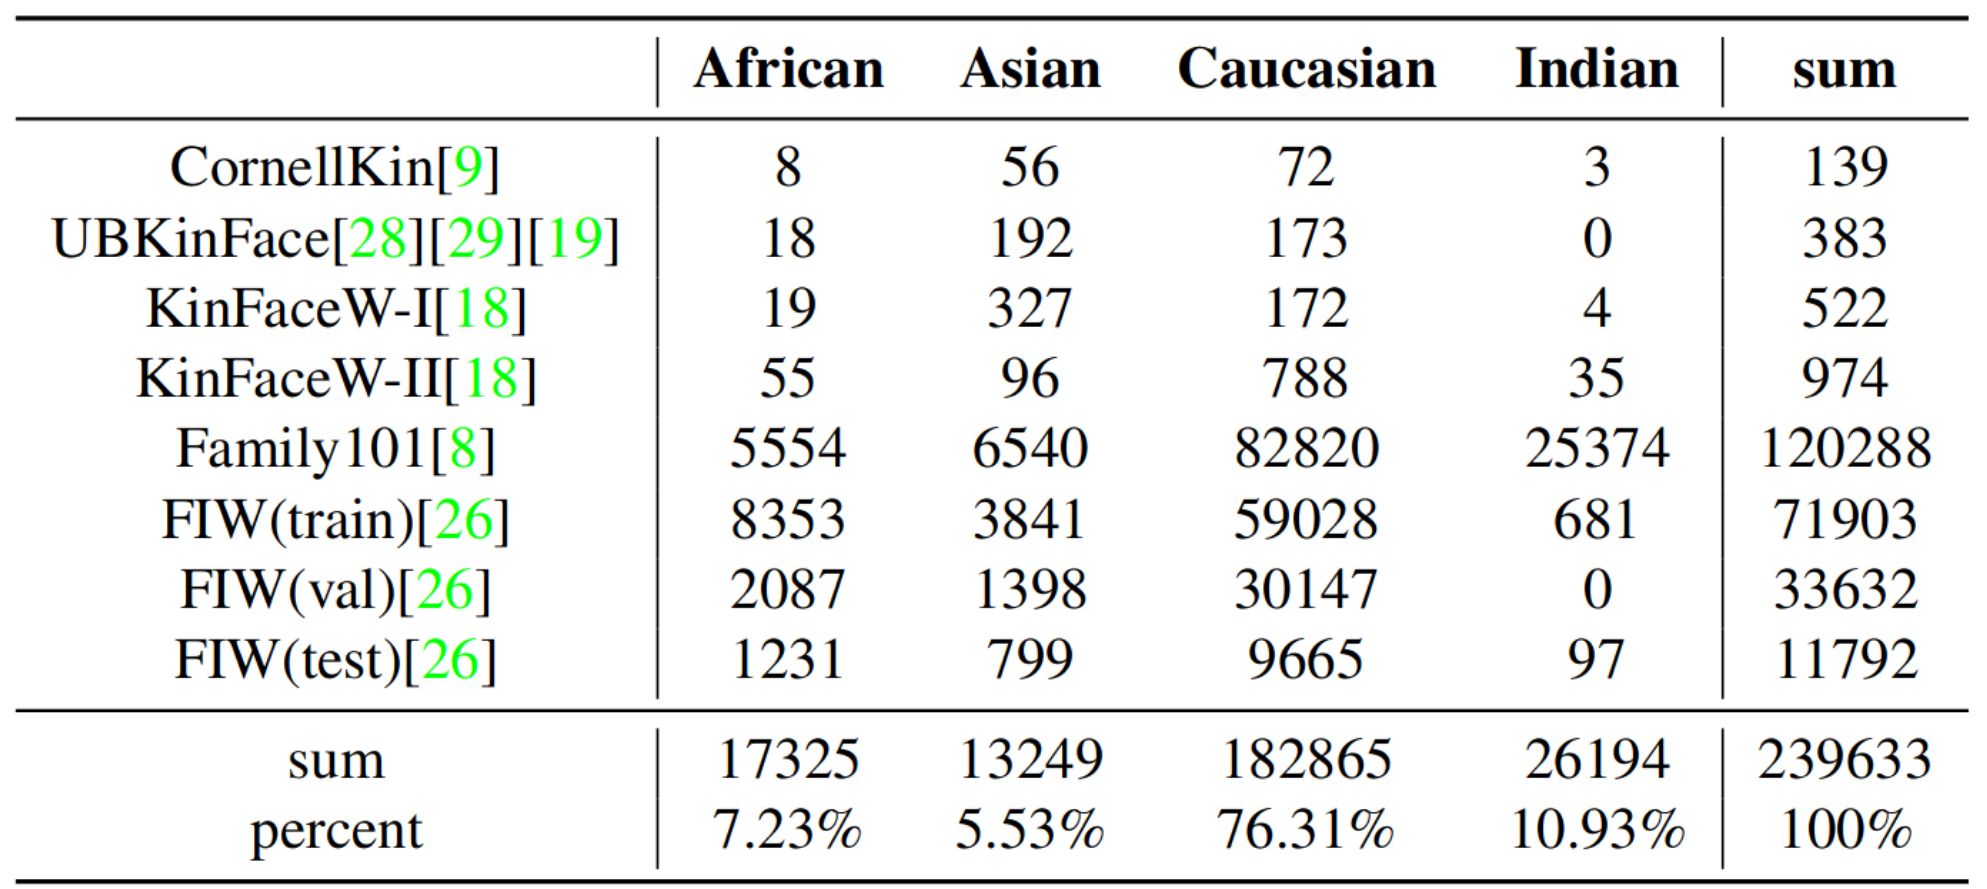 African Asian Caucasian Indian sum
CornellKin[9] 8 56 72 3 139
UBKinFace[28][29][19] 18 192 173 0 383
KinFaceW-I[18] 19 327 172 4 522
KinFaceW-II[18] 55 96 788 35 974
Family101[8] 5554 6540 82820 25374 120288
FIW(train)[26] 8353 3841 59028 681 71903
FIW(val)[26] 2087 1398 30147 0 33632
FIW(test)[26] 1231 799 9665 97 11792
sum 17325 13249 182865 26194 239633
percent 7.23% 5.53% 76.31% 10.93% 100%